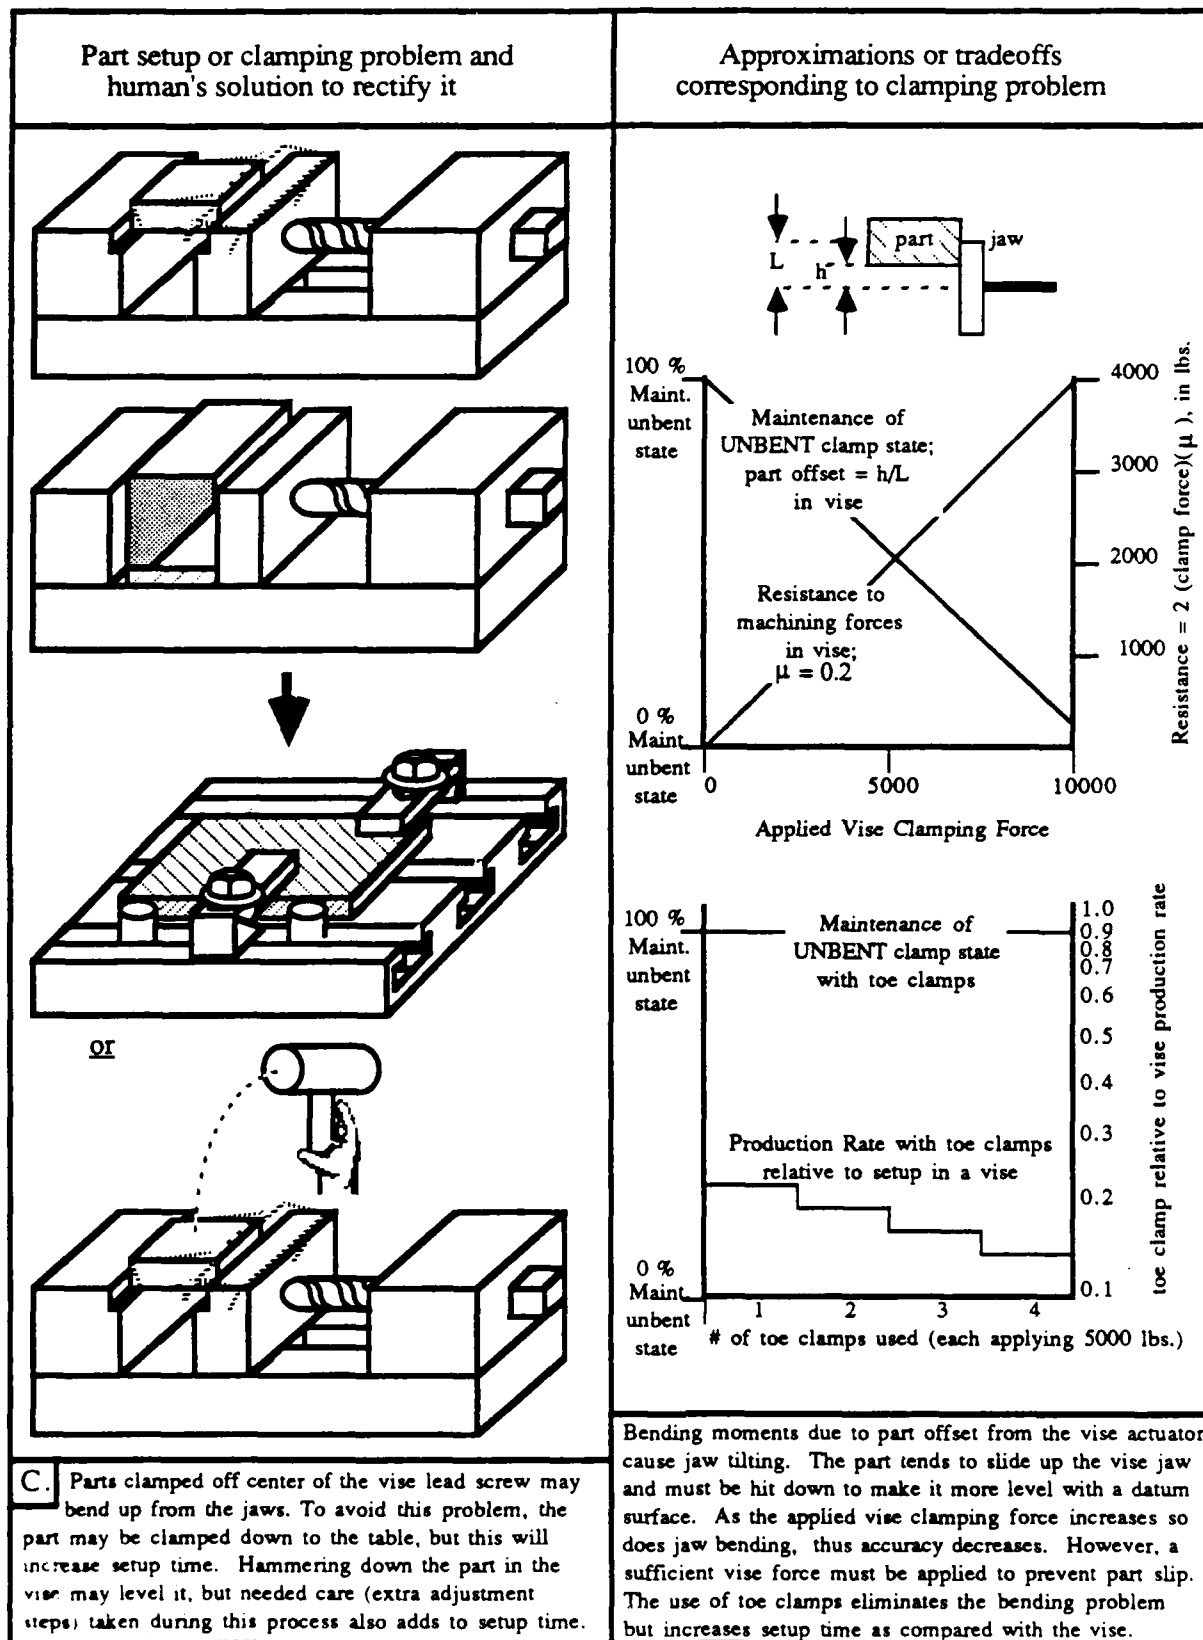 Part setup or clamping problem and
human's solution to rectify it
Approximations or tradeoffs
corresponding to clamping problem
part
jaw
L
h
100 %
Maint.
unbent
state
Maintenance of
UNBENT clamp state;
part offset = h/L
in vise
Resistance to
machining forces
in vise;
μ = 0.2
0 %
Maint.
unbent
state
4000
3000
2000
1000
Resistance = 2 (clamp force)(μ), in lbs.
0
5000
10000
Applied Vise Clamping Force
or
100 %
Maint.
unbent
state
Maintenance of
UNBENT clamp state
with toe clamps
Production Rate with toe clamps
relative to setup in a vise
0 %
Maint.
unbent
state
1.0
0.9
0.8
0.7
0.6
0.5
0.4
0.3
0.2
0.1
toe clamp relative to vise production rate
1
2
3
4
# of toe clamps used (each applying 5000 lbs.)
C. Parts clamped off center of the vise lead screw may
bend up from the jaws. To avoid this problem, the
part may be clamped down to the table, but this will
increase setup time. Hammering down the part in the
vise may level it, but needed care (extra adjustment
steps) taken during this process also adds to setup time.
Bending moments due to part offset from the vise actuator
cause jaw tilting. The part tends to slide up the vise jaw
and must be hit down to make it more level with a datum
surface. As the applied vise clamping force increases so
does jaw bending, thus accuracy decreases. However, a
sufficient vise force must be applied to prevent part slip.
The use of toe clamps eliminates the bending problem
but increases setup time as compared with the vise.